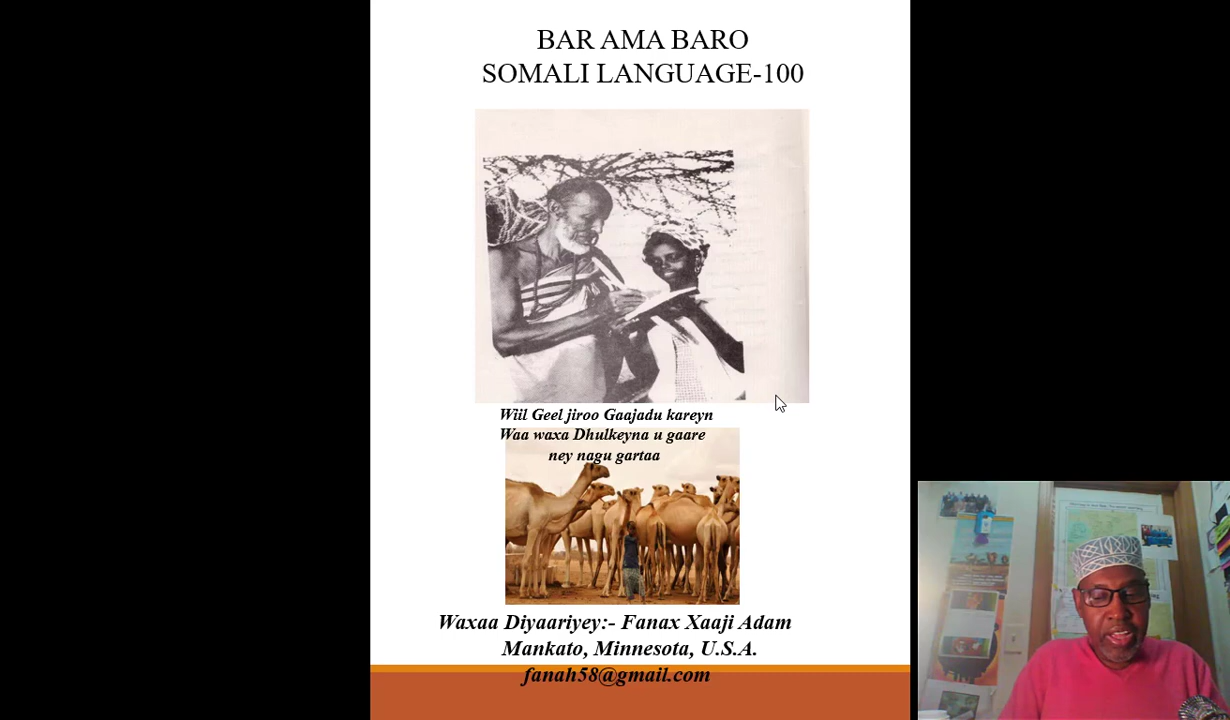 BAR AMA BARO
SOMALI LANGUAGE-100
Wiil Geel jiroo Gaajadu kareyn
Waa waxa Dhulkeyna u gaare
ney nagu gartaa
Waxaa Diyaariyey:- Fanax Xaaji Adam
Mankato, Minnesota, U.S.A.
fanah58@gmail.com